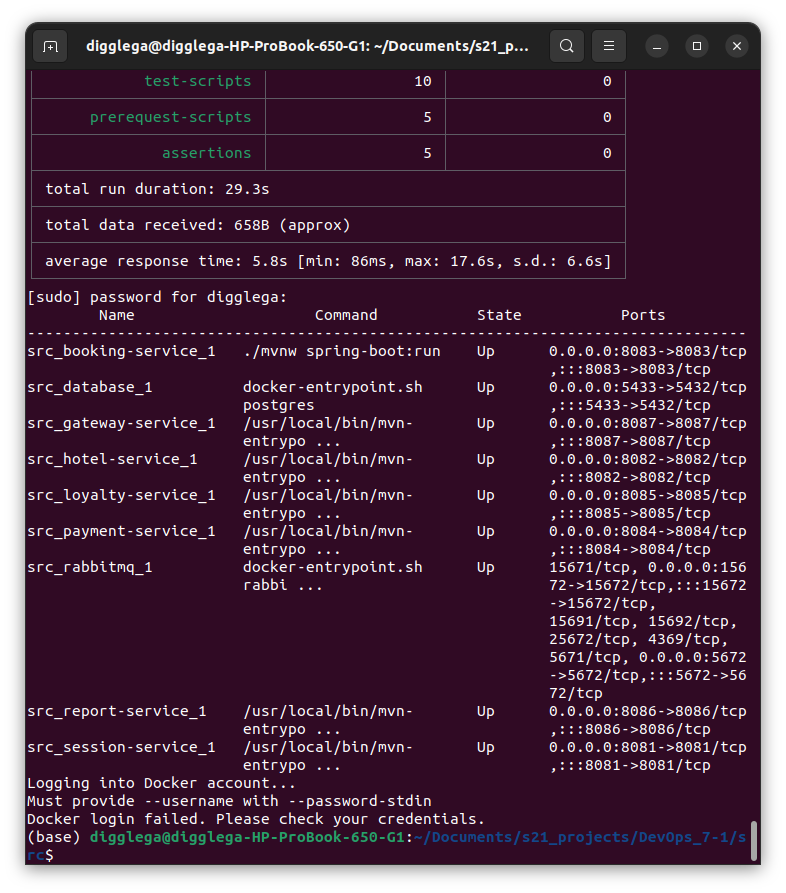 digglega@digglega-HP-ProBook-650-G1: ~/Documents/s21_p...
test-scripts 10 0
prerequest-scripts 5 0
assertions 5 0
total run duration: 29.3s
total data received: 658B (approx)
average response time: 5.8s [min: 86ms, max: 17.6s, s.d.: 6.6s]
[sudo] password for digglega:
Name Command State Ports
--------------------------------------------------------------------------------
src_booking-service_1 ./mvnw spring-boot:run Up 0.0.0.0:8083->8083/tcp
,:::8083->8083/tcp
src_database_1 docker-entrypoint.sh Up 0.0.0.0:5433->5432/tcp
postgres ,:::5433->5432/tcp
src_gateway-service_1 /usr/local/bin/mvn- Up 0.0.0.0:8087->8087/tcp
entrypo ... ,:::8087->8087/tcp
src_hotel-service_1 /usr/local/bin/mvn- Up 0.0.0.0:8082->8082/tcp
entrypo ... ,:::8082->8082/tcp
src_loyalty-service_1 /usr/local/bin/mvn- Up 0.0.0.0:8085->8085/tcp
entrypo ... ,:::8085->8085/tcp
src_payment-service_1 /usr/local/bin/mvn- Up 0.0.0.0:8084->8084/tcp
entrypo ... ,:::8084->8084/tcp
src_rabbitmq_1 docker-entrypoint.sh Up 15671/tcp, 0.0.0.0:156
rabbi ... 72->15672/tcp,:::15672
->15672/tcp,
15691/tcp, 15692/tcp,
25672/tcp, 4369/tcp,
5671/tcp, 0.0.0.0:5672
->5672/tcp,:::5672->56
72/tcp
src_report-service_1 /usr/local/bin/mvn- Up 0.0.0.0:8086->8086/tcp
entrypo ... ,:::8086->8086/tcp
src_session-service_1 /usr/local/bin/mvn- Up 0.0.0.0:8081->8081/tcp
entrypo ... ,:::8081->8081/tcp
Logging into Docker account...
Must provide --username with --password-stdin
Docker login failed. Please check your credentials.
(base) digglega@digglega-HP-ProBook-650-G1:~/Documents/s21_projects/DevOps_7-1/s
rc$